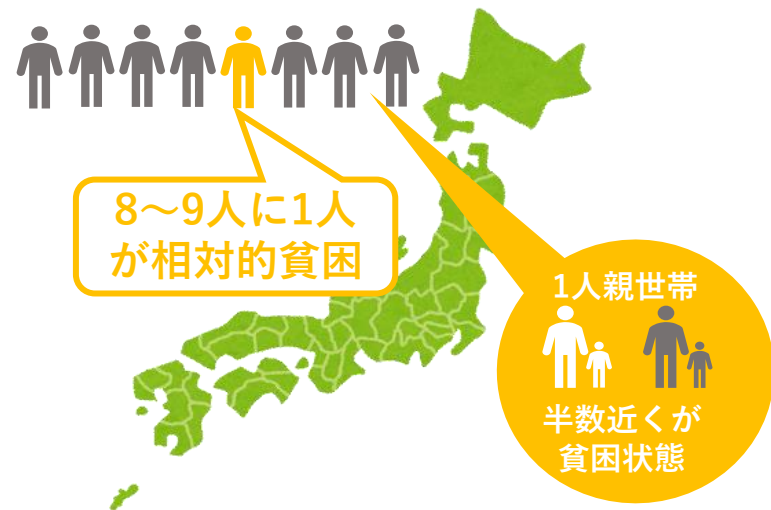 8〜9人に1人
が相対的貧困
1人親世帯
半数近くが
貧困状態